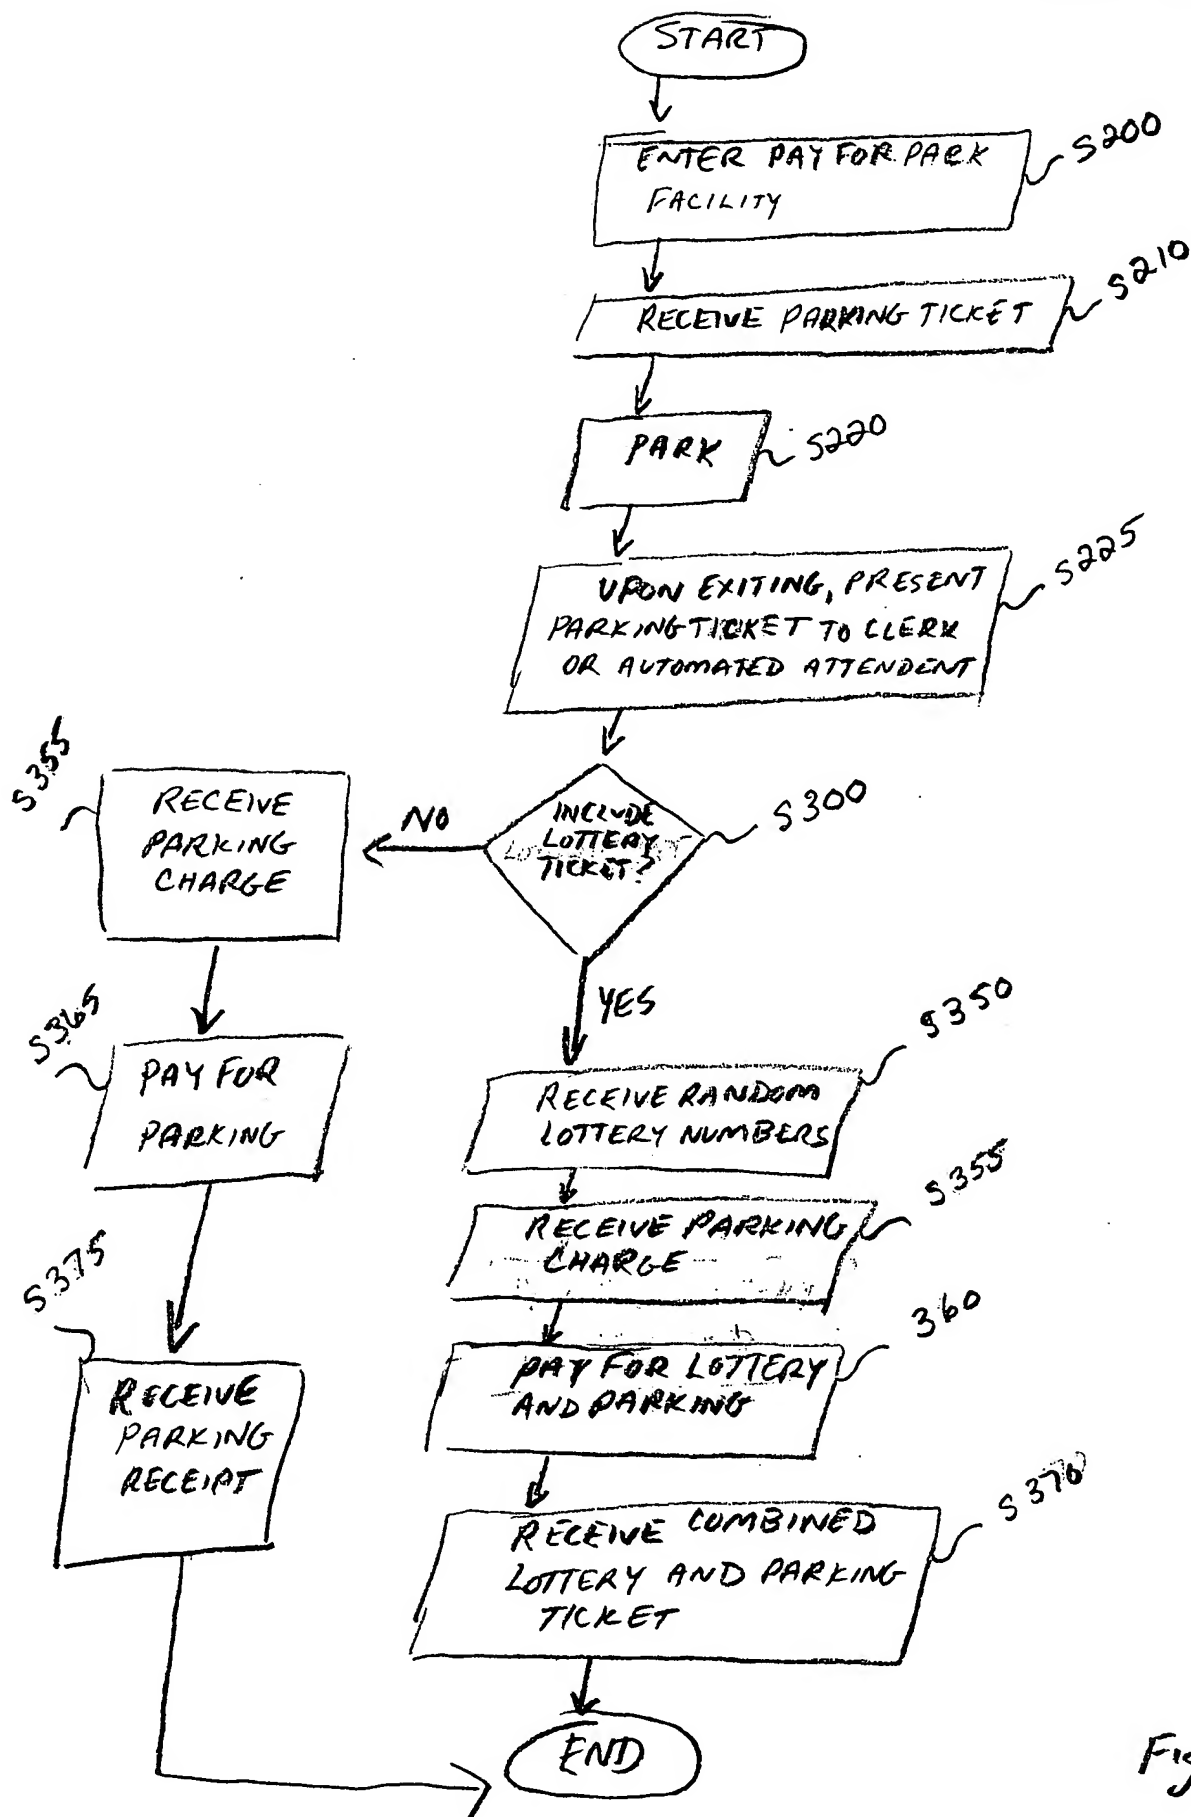 START
ENTER PAY FOR PARK
FACILITY
S200
RECEIVE PARKING TICKET
S210
PARK
S220
UPON EXITING, PRESENT
PARKING TICKET TO CLERK
OR AUTOMATED ATTENDENT
S225
INCLUDE
LOTTERY
TICKET?
S300
NO
RECEIVE
PARKING
CHARGE
S355
PAY FOR
PARKING
S365
RECEIVE
PARKING
RECEIPT
S375
YES
RECEIVE RANDOM
LOTTERY NUMBERS
S350
RECEIVE PARKING
CHARGE
S355
PAY FOR LOTTERY
AND PARKING
360
RECEIVE COMBINED
LOTTERY AND PARKING
TICKET
S370
END